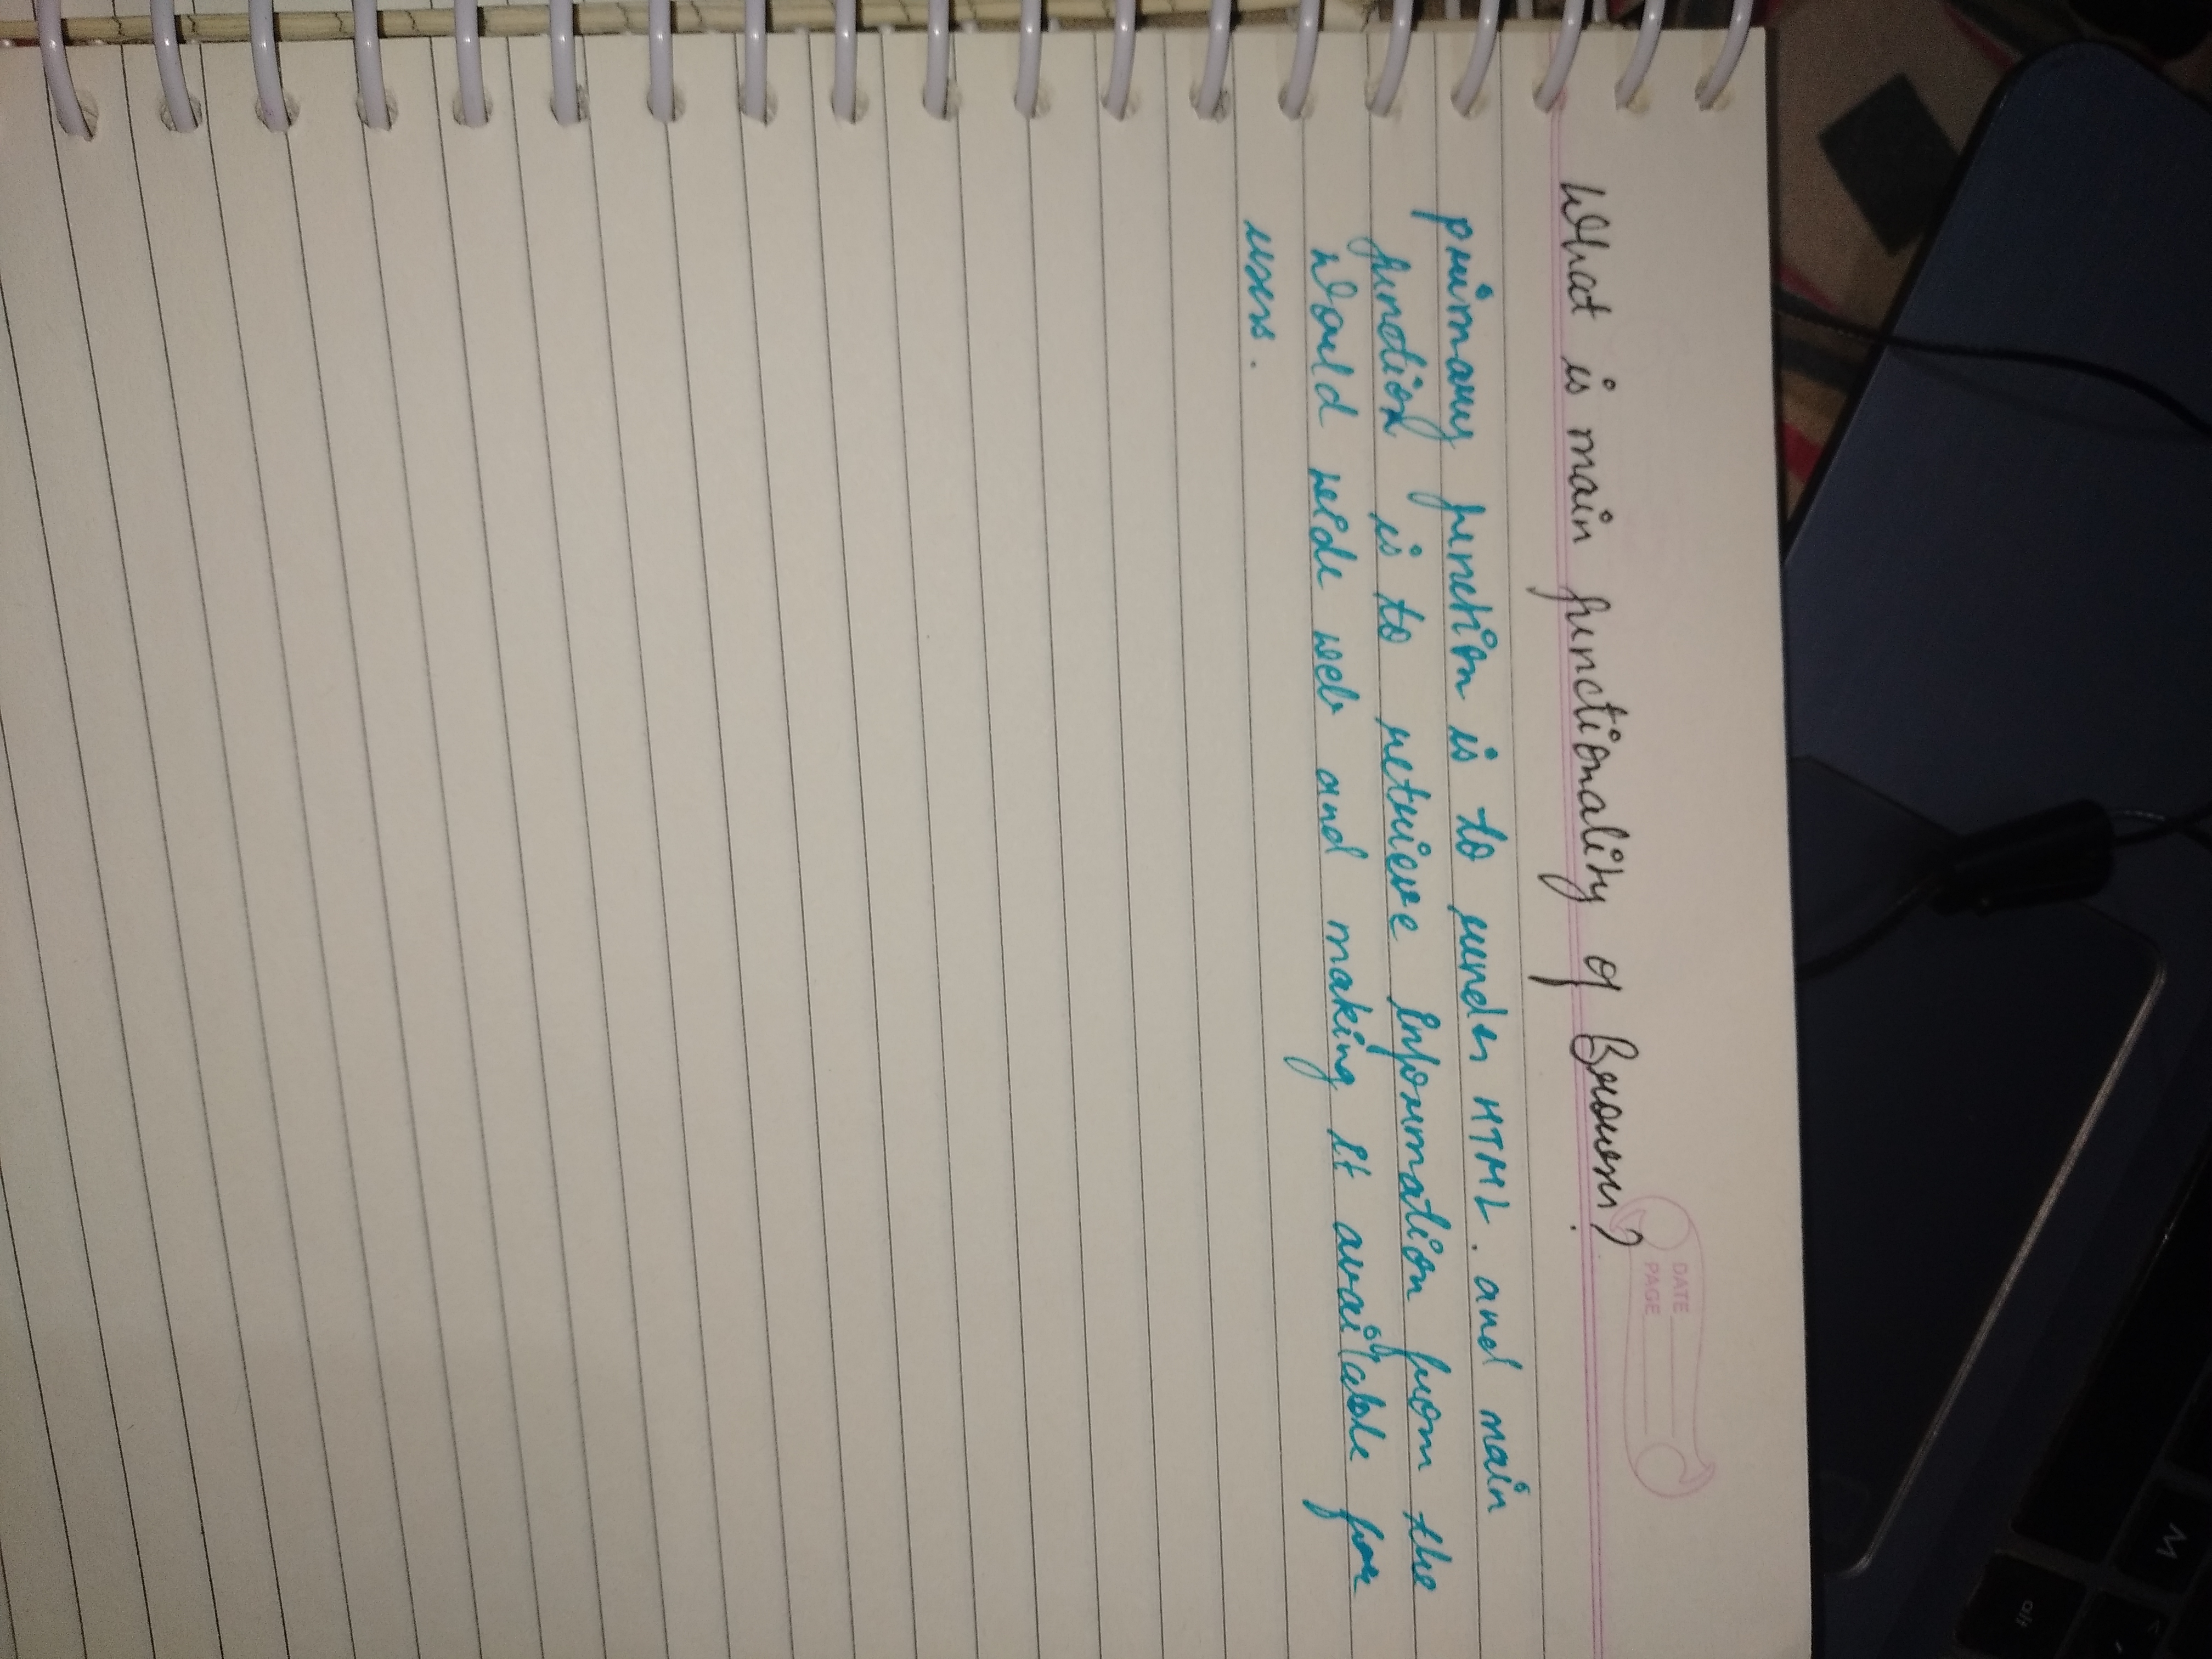 What is main functionality of Browser?
DATE
PAGE
primary function is to render HTML. and main
function is to retrieve information from the
World wide web and making it available for
users.
M
alt